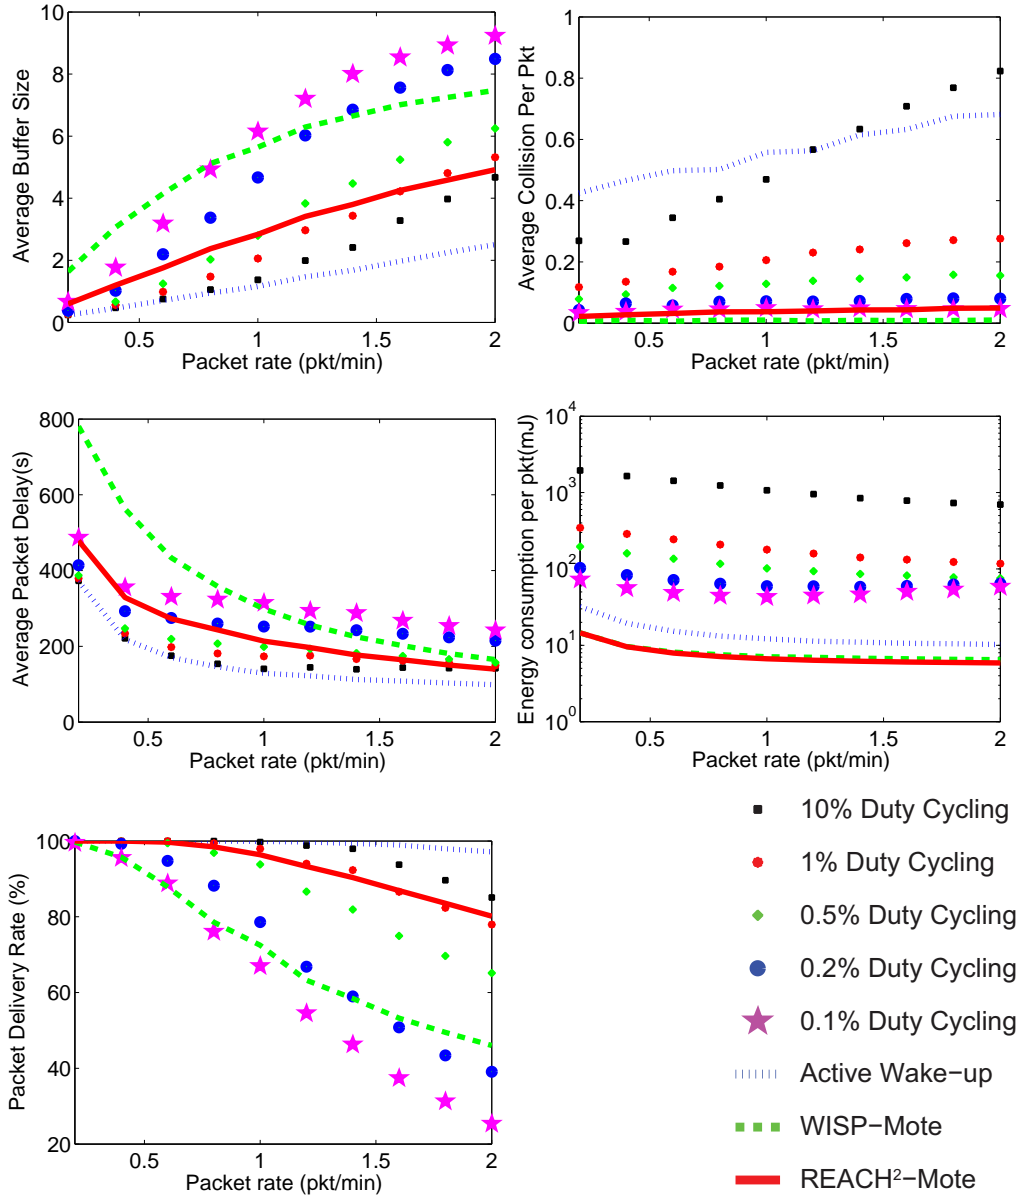 10
8
6
4
2
0
0.5
1
1.5
2
Average Buffer Size
Packet rate (pkt/min)
1
0.8
0.6
0.4
0.2
0
0.5
1
1.5
2
Average Collision Per Pkt
Packet rate (pkt/min)
800
600
400
200
0
0.5
1
1.5
2
Average Packet Delay(s)
Packet rate (pkt/min)
10⁴
10³
10²
10¹
10⁰
0.5
1
1.5
2
Energy consumption per pkt(mJ)
Packet rate (pkt/min)
100
80
60
40
20
0.5
1
1.5
2
Packet Delivery Rate (%)
Packet rate (pkt/min)
10% Duty Cycling
1% Duty Cycling
0.5% Duty Cycling
0.2% Duty Cycling
0.1% Duty Cycling
Active Wake−up
WISP−Mote
REACH²−Mote